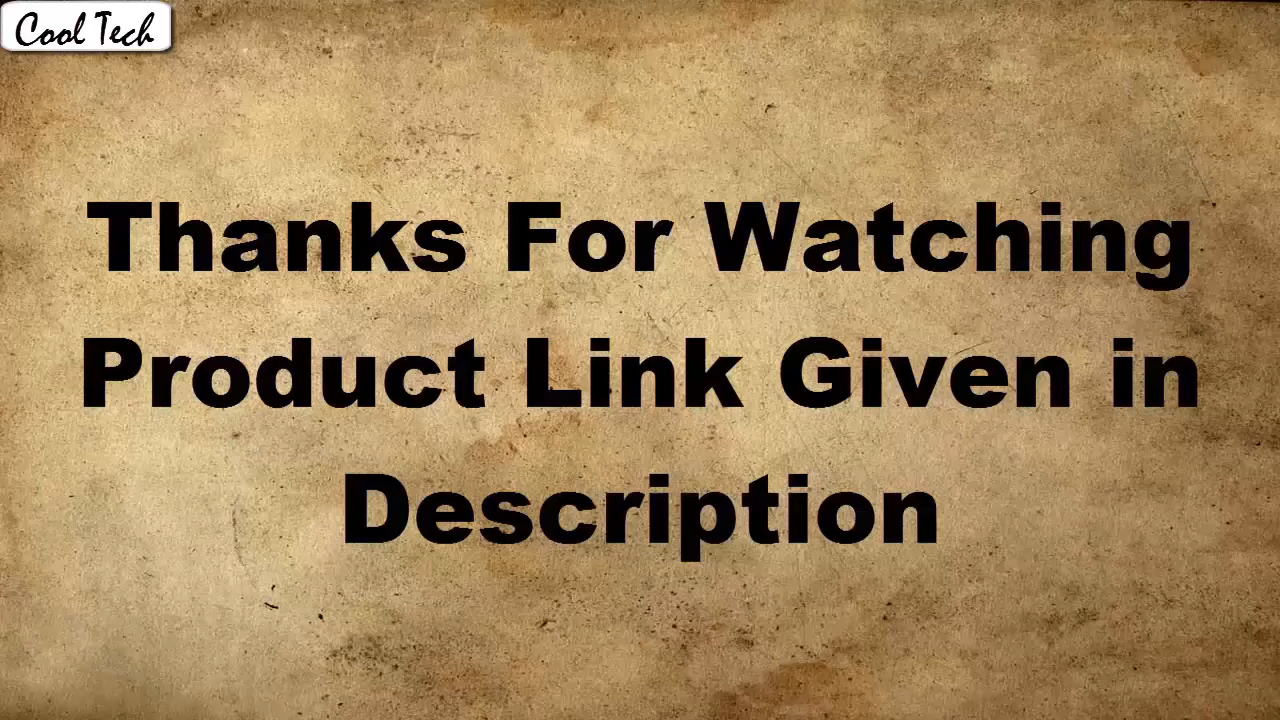 Cool Tech
Thanks For Watching
Product Link Given in
Description